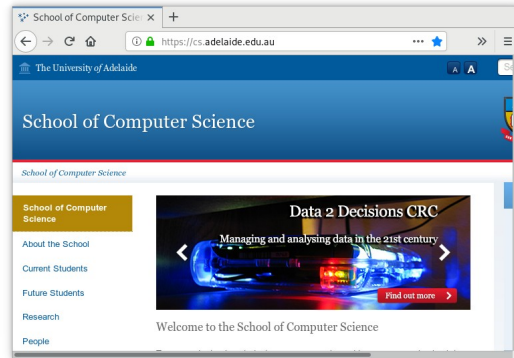 School of Computer Scien
https://cs.adelaide.edu.au
The University of Adelaide
A A
School of Computer Science
School of Computer Science
School of Computer
Science
About the School
Current Students
Future Students
Research
People
Data 2 Decisions CRC
Managing and analysing data in the 21st century
Find out more
Welcome to the School of Computer Science